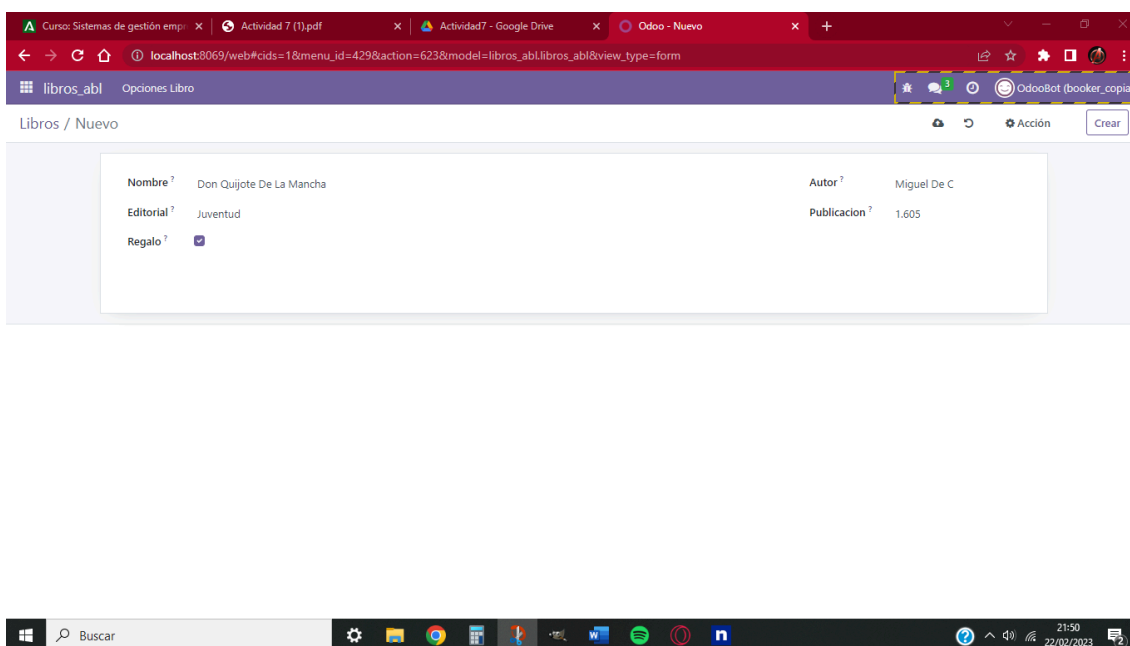 Curso: Sistemas de gestión empr
Actividad 7 (1).pdf
Actividad7 - Google Drive
Odoo - Nuevo
localhost:8069/web#cids=1&menu_id=429&action=623&model=libros_abl.libros_abl&view_type=form
libros_abl Opciones Libro 3 OdooBot (booker_copia
Libros / Nuevo Acción Crear
Nombre ? Don Quijote De La Mancha Autor ? Miguel De C
Editorial ? Juventud Publicacion ? 1.605
Regalo ?
Buscar
21:50
22/02/2023